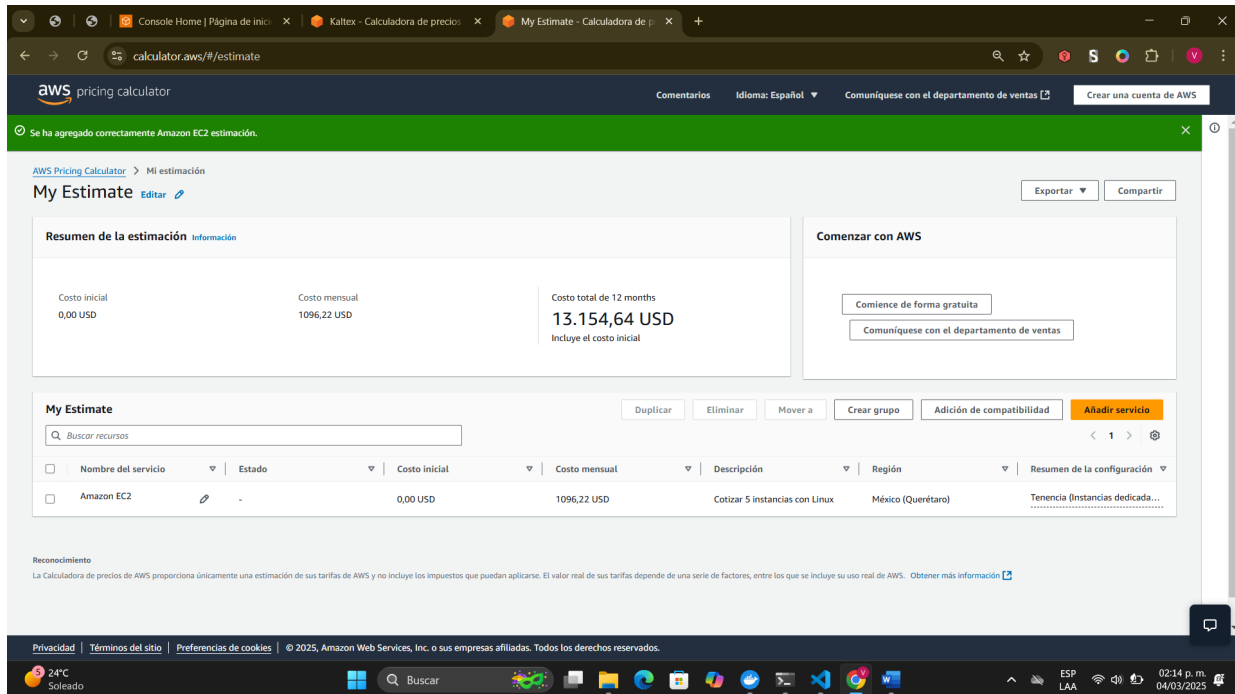 Console Home | Página de inici
Kaltex - Calculadora de precios
My Estimate - Calculadora de p
calculator.aws/#/estimate
S
V
aws pricing calculator
Comentarios
Idioma: Español
Comuníquese con el departamento de ventas
Crear una cuenta de AWS
Se ha agregado correctamente Amazon EC2 estimación.
AWS Pricing Calculator > Mi estimación
My Estimate Editar
Exportar
Compartir
Resumen de la estimación Información
Costo inicial
0,00 USD
Costo mensual
1096,22 USD
Costo total de 12 months
13.154,64 USD
Incluye el costo inicial
Comenzar con AWS
Comience de forma gratuita
Comuníquese con el departamento de ventas
My Estimate
Duplicar
Eliminar
Mover a
Crear grupo
Adición de compatibilidad
Añadir servicio
Buscar recursos
< 1 >
Nombre del servicio
Estado
Costo inicial
Costo mensual
Descripción
Región
Resumen de la configuración
Amazon EC2
-
0,00 USD
1096,22 USD
Cotizar 5 instancias con Linux
México (Querétaro)
Tenencia (Instancias dedicada...
Reconocimiento
La Calculadora de precios de AWS proporciona únicamente una estimación de sus tarifas de AWS y no incluye los impuestos que puedan aplicarse. El valor real de sus tarifas depende de una serie de factores, entre los que se incluye su uso real de AWS. Obtener más información
Privacidad | Términos del sitio | Preferencias de cookies | © 2025, Amazon Web Services, Inc. o sus empresas afiliadas. Todos los derechos reservados.
5
24°C
Soleado
Buscar
ESP
LAA
02:14 p. m.
04/03/2025